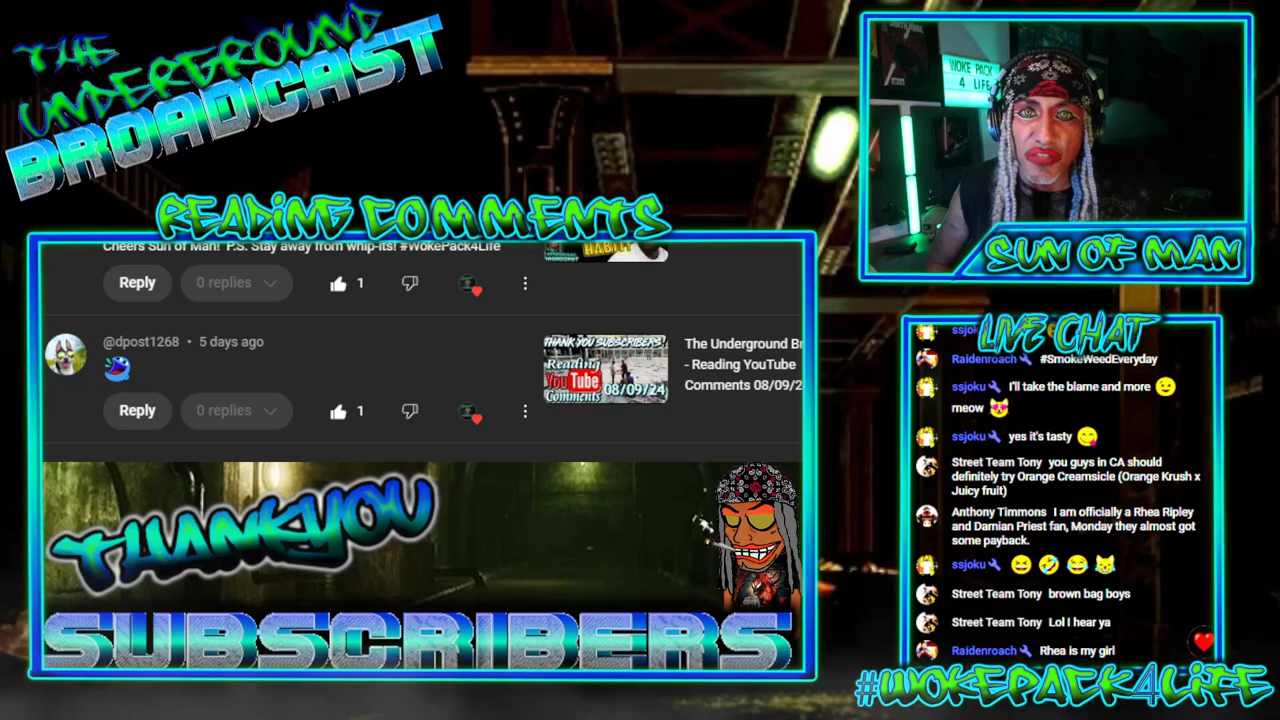 THE
UNDERGROUND
BROADCAST
READING COMMENTS
Cheers Sun of Man! P.S. Stay away from whip-its! #WokePack4Life
HABIT
Reply
0 replies
1
@dpost1268 • 5 days ago
THANK YOU SUBSCRIBERS!
Reading
YouTube
Comments 08/09/24
The Underground Br
- Reading YouTube
Comments 08/09/2
Reply
0 replies
1
THANKYOU
SUBSCRIBERS
WOKE PACK
4 LIFE
SUN OF MAN
LIVE CHAT
ssjok
Raidenroach #SmokeWeedEveryday
ssjoku I'll take the blame and more 😉
meow 😻
ssjoku yes it's tasty 😋
Street Team Tony you guys in CA should
definitely try Orange Creamsicle (Orange Krush x
Juicy fruit)
Anthony Timmons I am officially a Rhea Ripley
and Damian Priest fan, Monday they almost got
some payback.
ssjoku 😆 🤣 😂 😹
Street Team Tony brown bag boys
Street Team Tony Lol I hear ya
Raidenroach Rhea is my girl
#WOKEPACK4LIFE